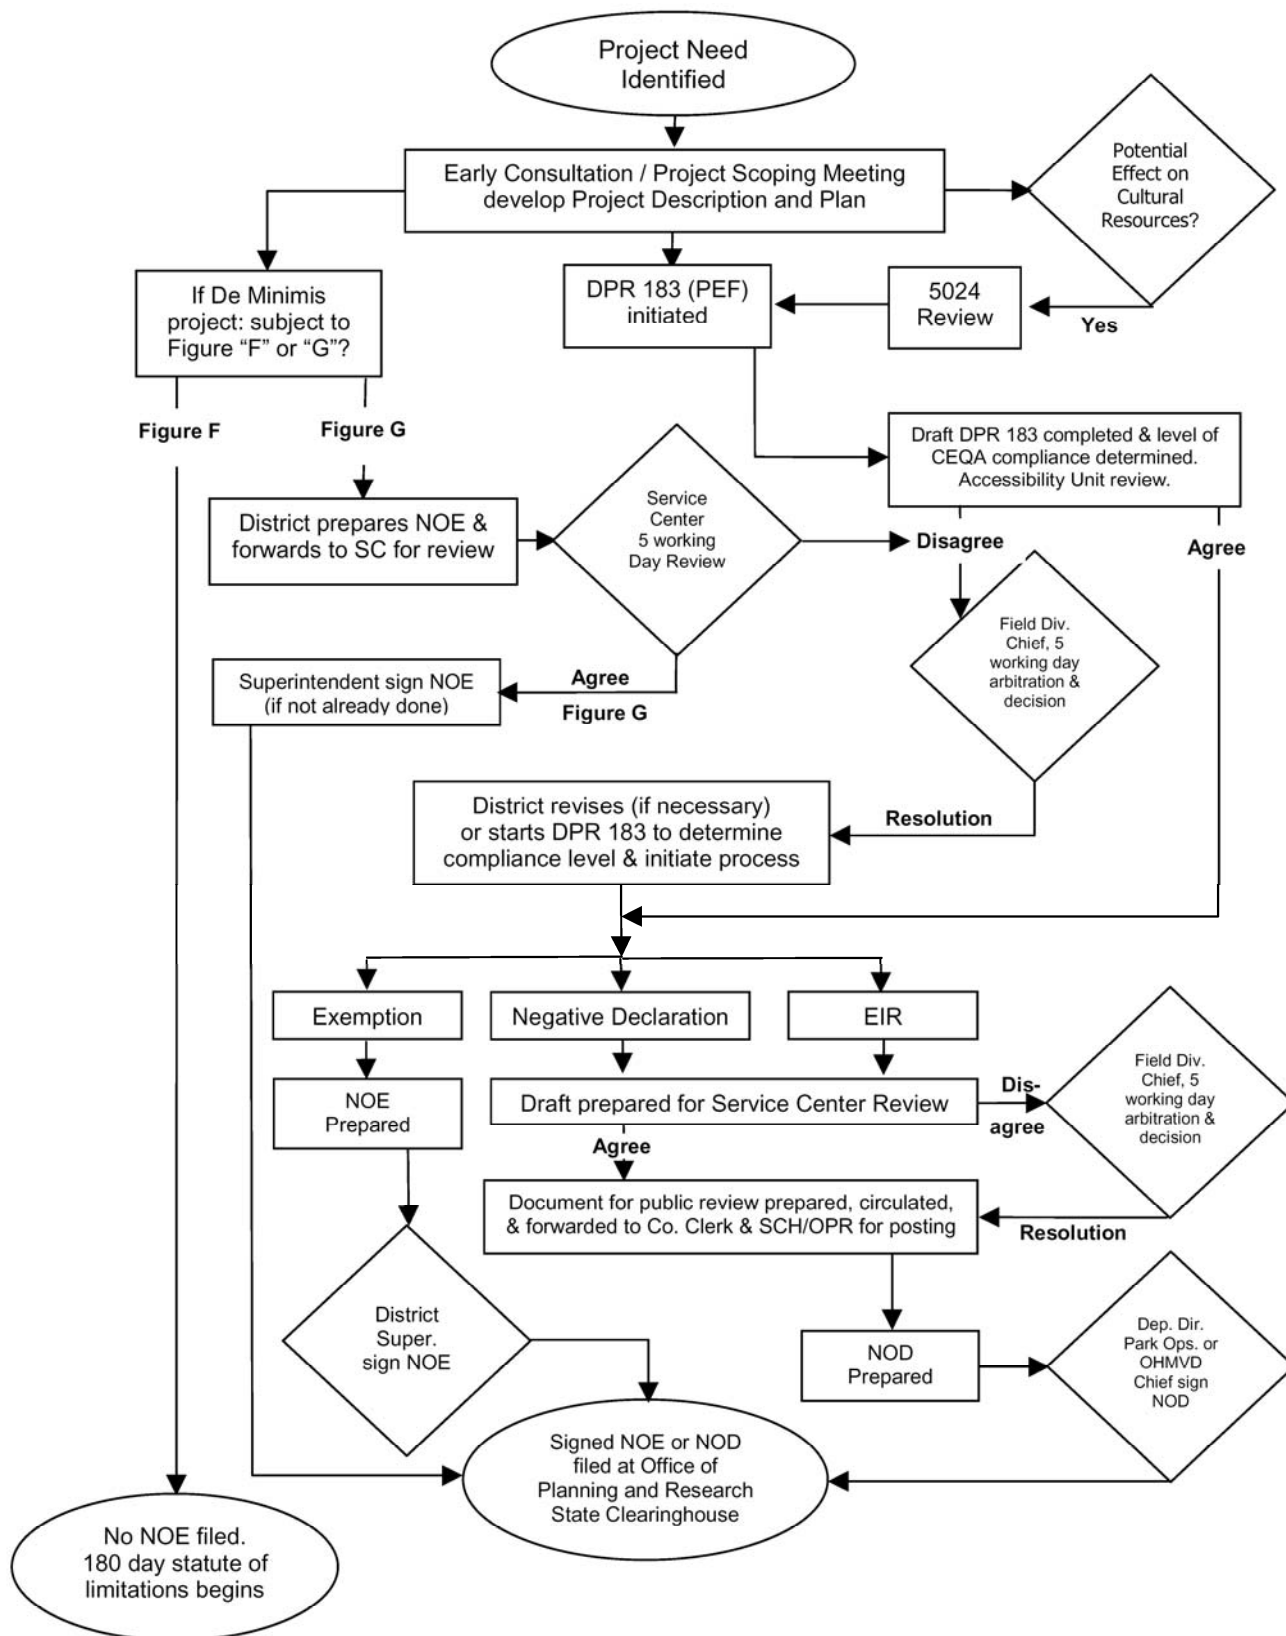 Project Need
Identified
Early Consultation / Project Scoping Meeting
develop Project Description and Plan
Potential
Effect on
Cultural
Resources?
If De Minimis
project: subject to
Figure “F” or “G”?
DPR 183 (PEF)
initiated
5024
Review
Yes
Figure F
Figure G
Draft DPR 183 completed & level of
CEQA compliance determined.
Accessibility Unit review.
District prepares NOE &
forwards to SC for review
Service
Center
5 working
Day Review
Disagree
Agree
Field Div.
Chief, 5
working day
arbitration &
decision
Superintendent sign NOE
(if not already done)
Agree
Figure G
District revises (if necessary)
or starts DPR 183 to determine
compliance level & initiate process
Resolution
Exemption
Negative Declaration
EIR
NOE
Prepared
Draft prepared for Service Center Review
Dis-
agree
Field Div.
Chief, 5
working day
arbitration &
decision
Agree
Document for public review prepared, circulated,
& forwarded to Co. Clerk & SCH/OPR for posting
Resolution
District
Super.
sign NOE
NOD
Prepared
Dep. Dir.
Park Ops. or
OHMVD
Chief sign
NOD
Signed NOE or NOD
filed at Office of
Planning and Research
State Clearinghouse
No NOE filed.
180 day statute of
limitations begins